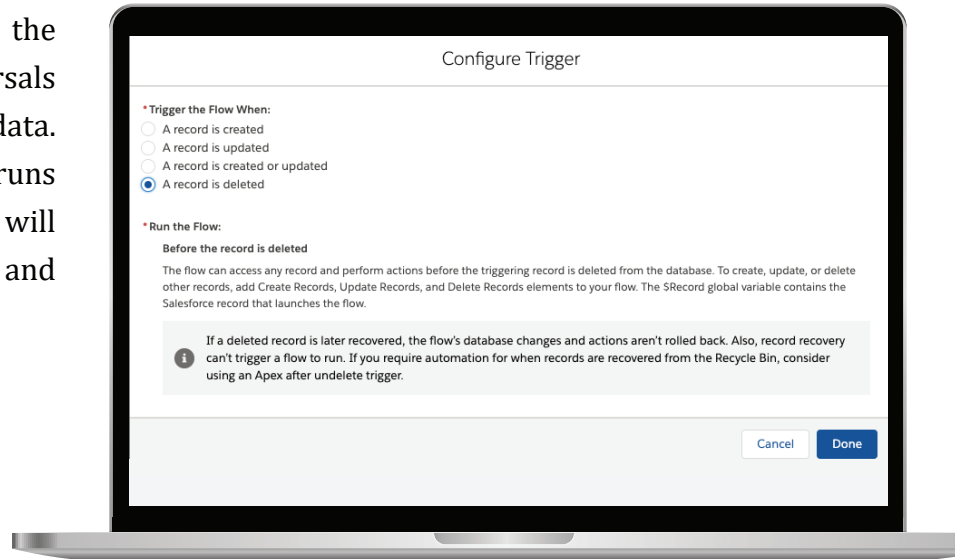 the
rsals
lata.
runs
will
and
Configure Trigger
*Trigger the Flow When:
A record is created
A record is updated
A record is created or updated
A record is deleted
*Run the Flow:
Before the record is deleted
The flow can access any record and perform actions before the triggering record is deleted from the database. To create, update, or delete
other records, add Create Records, Update Records, and Delete Records elements to your flow. The $Record global variable contains the
Salesforce record that launches the flow.
If a deleted record is later recovered, the flow's database changes and actions aren't rolled back. Also, record recovery
can't trigger a flow to run. If you require automation for when records are recovered from the Recycle Bin, consider
using an Apex after undelete trigger.
Cancel Done